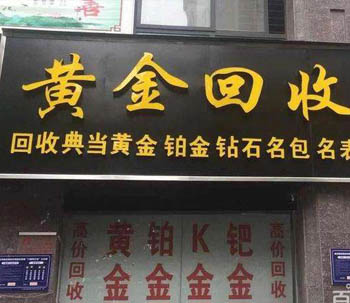 黄金回收
回收典当黄金 铂金 钻石名包 名表
高价回收
黄金
铂金
K金
钯金
高价回收